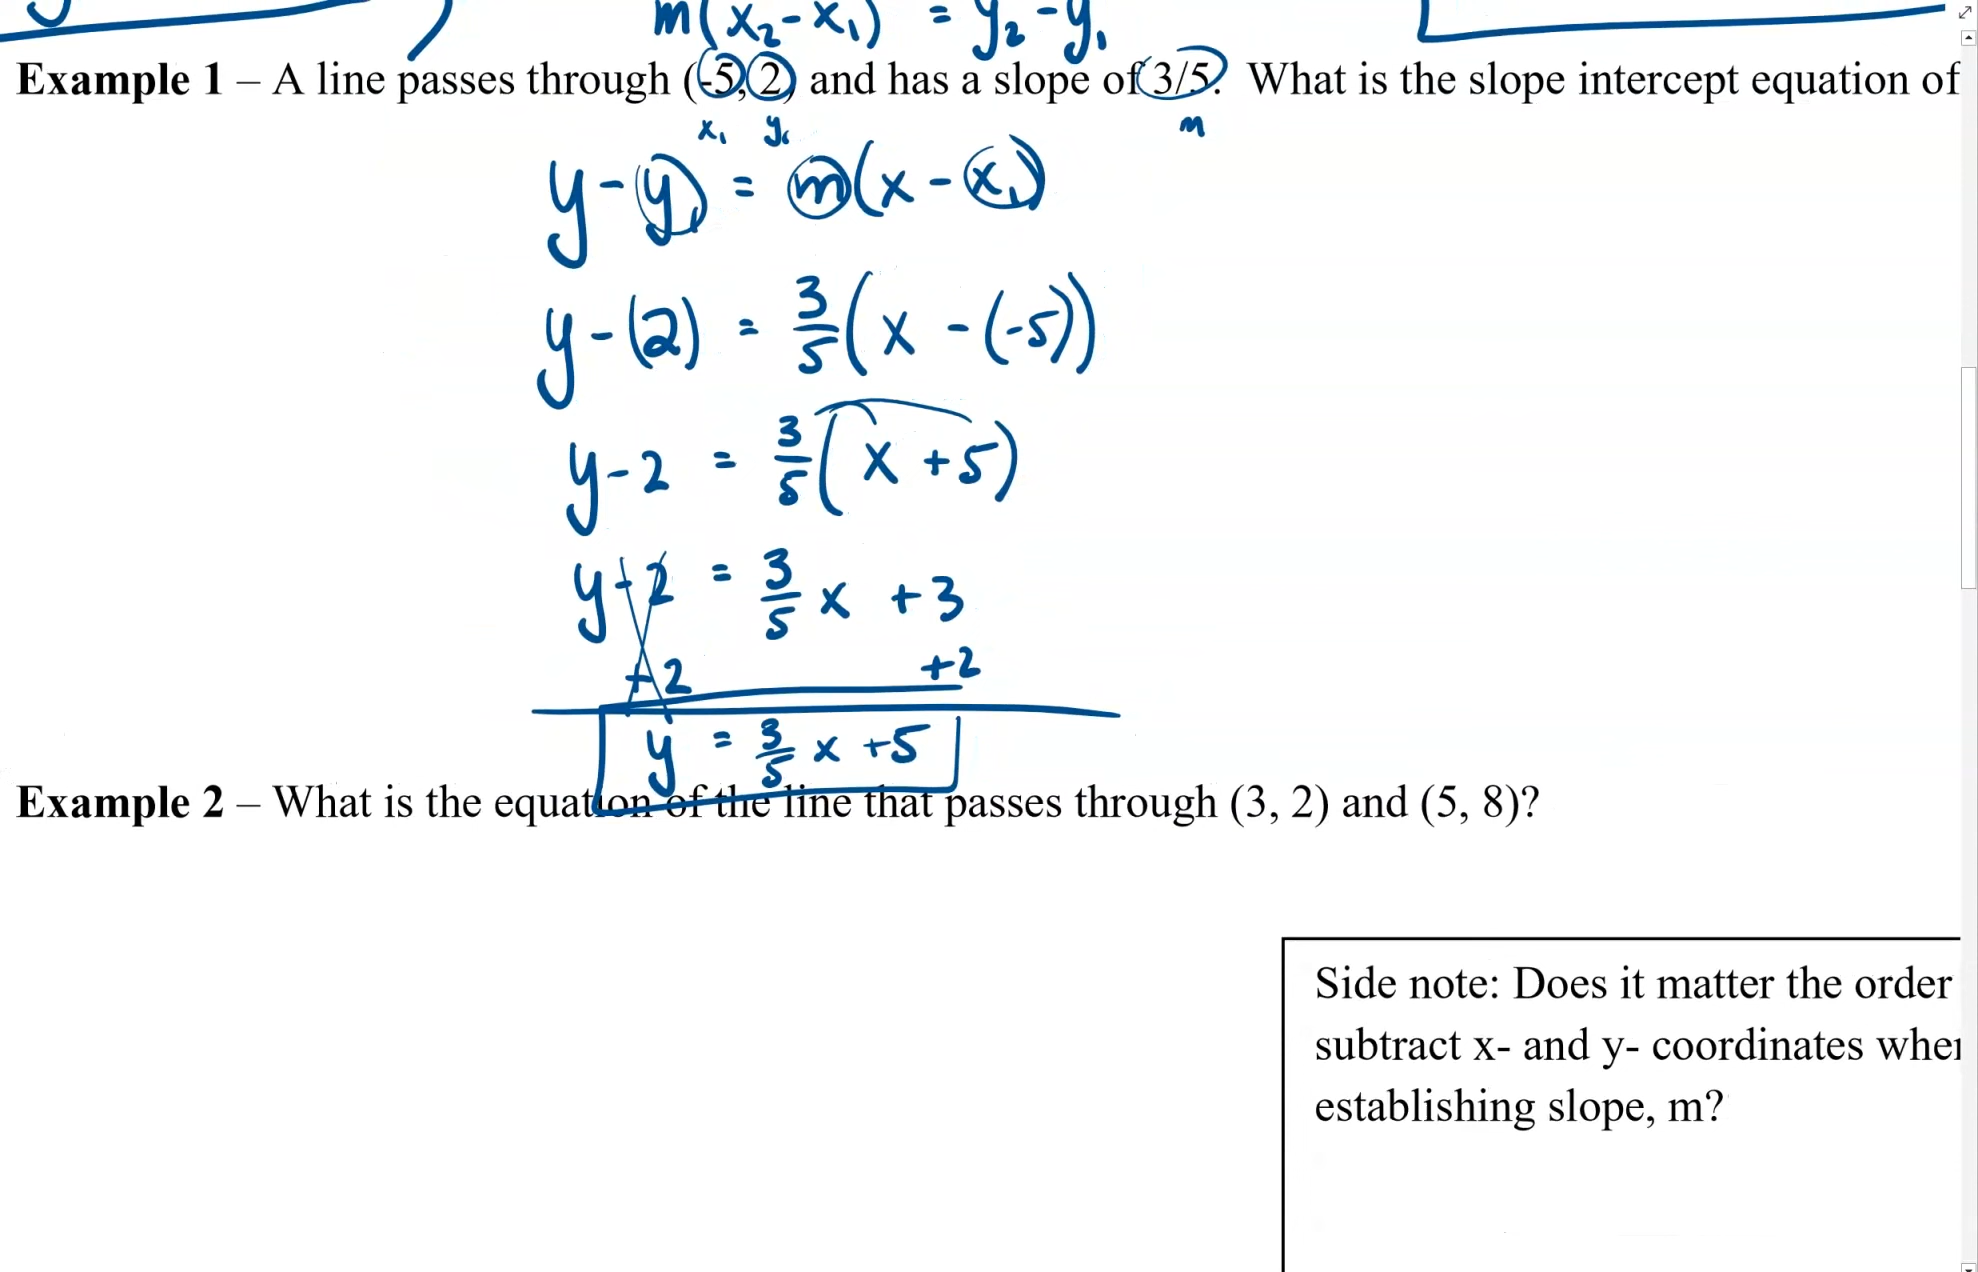 m(x₂-x₁) = y₂-y₁
Example 1 – A line passes through (-5, 2) and has a slope of 3/5. What is the slope intercept equation of
x₁ y₁ m
y-y₁ = m(x-x₁)
y-(2) = 3/5(x-(-5))
y-2 = 3/5(x+5)
y-2 = 3/5 x +3
+2 +2
y = 3/5 x +5
Example 2 – What is the equation of the line that passes through (3, 2) and (5, 8)?
Side note: Does it matter the order
subtract x- and y- coordinates
establishing slope, m?